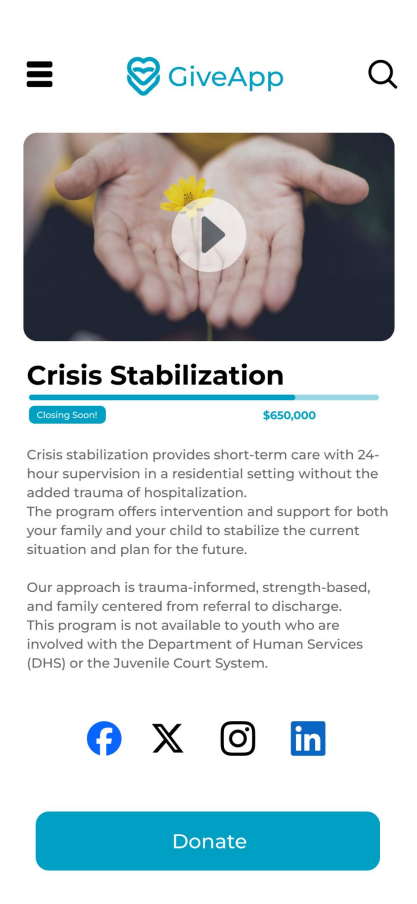 GiveApp
Crisis Stabilization
Closing Soon!
$650,000
Crisis stabilization provides short-term care with 24-
hour supervision in a residential setting without the
added trauma of hospitalization.
The program offers intervention and support for both
your family and your child to stabilize the current
situation and plan for the future.
Our approach is trauma-informed, strength-based,
and family centered from referral to discharge.
This program is not available to youth who are
involved with the Department of Human Services
(DHS) or the Juvenile Court System.
Donate